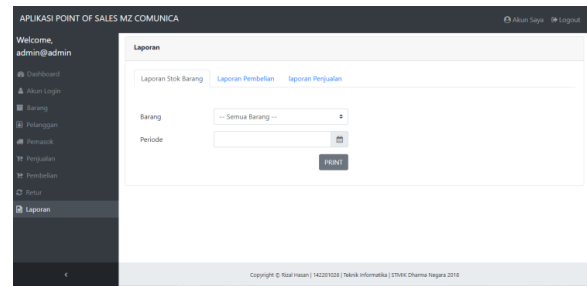 APLIKASI POINT OF SALES MZ COMUNICA
Akun Saya Logout
Welcome,
admin@admin
Dashboard
Akun Login
Barang
Pelanggan
Pemasok
Penjualan
Pembelian
Retur
Laporan
Laporan
Laporan Stok Barang Laporan Pembelian laporan Penjualan
Barang -- Semua Barang --
Periode
PRINT
Copyright © Rizal Hasan | 142201026 | Teknik Informatika | STMIK Dharma Negara 2018